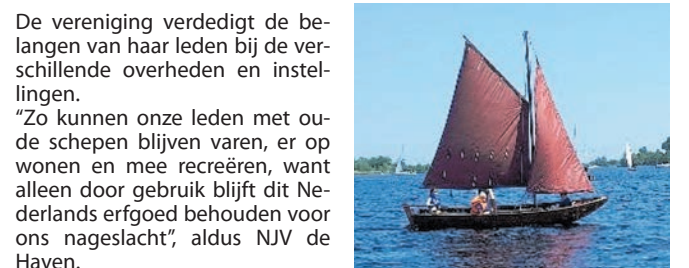 De vereniging verdedigt de be-
langen van haar leden bij de ver-
schillende overheden en instel-
lingen.
“Zo kunnen onze leden met ou-
de schepen blijven varen, er op
wonen en mee recreëren, want
alleen door gebruik blijft dit Ne-
derlands erfgoed behouden voor
ons nageslacht”, aldus NJV de
Haven.